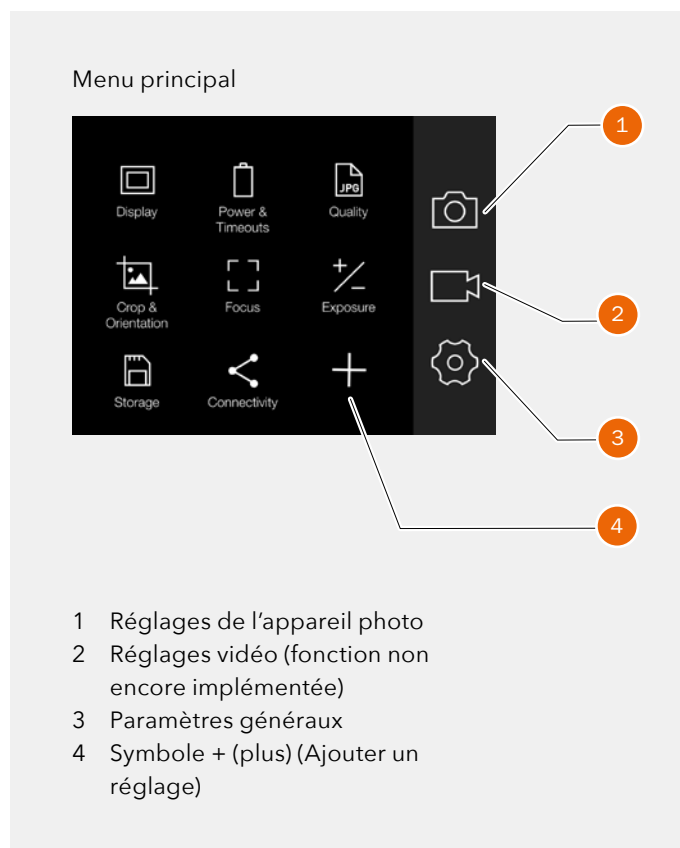 Menu principal
1
Display
Power &
Timeouts
JPG
Quality
2
Crop &
Orientation
Focus
Exposure
3
Storage
Connectivity
4
1 Réglages de l'appareil photo
2 Réglages vidéo (fonction non
encore implémentée)
3 Paramètres généraux
4 Symbole + (plus) (Ajouter un
réglage)